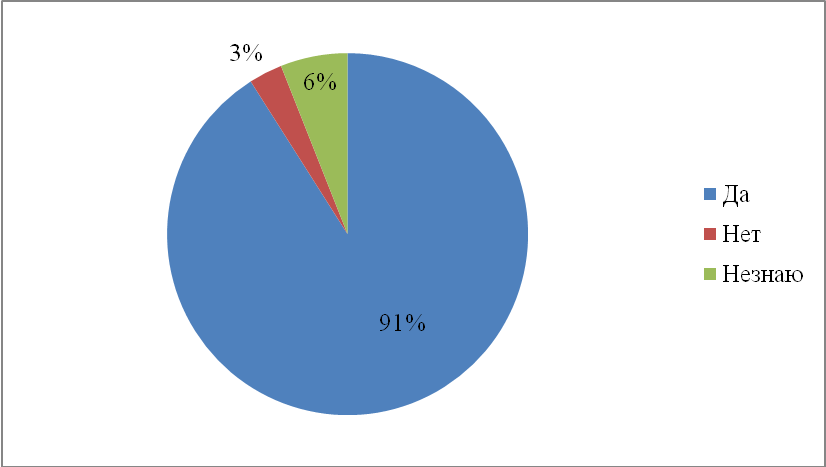 3%
6%
91%
Да
Нет
Незнаю